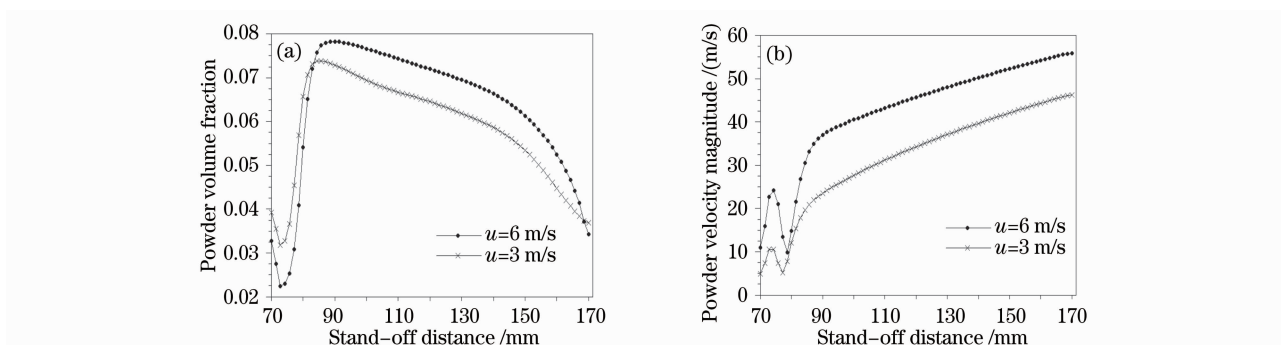 (a)
Powder volume fraction
0.08
0.07
0.06
0.05
0.04
0.03
0.02
u=6 m/s
u=3 m/s
70 90 110 130 150 170
Stand-off distance /mm
(b)
Powder velocity magnitude /(m/s)
60
50
40
30
20
10
0
u=6 m/s
u=3 m/s
70 90 110 130 150 170
Stand-off distance /mm